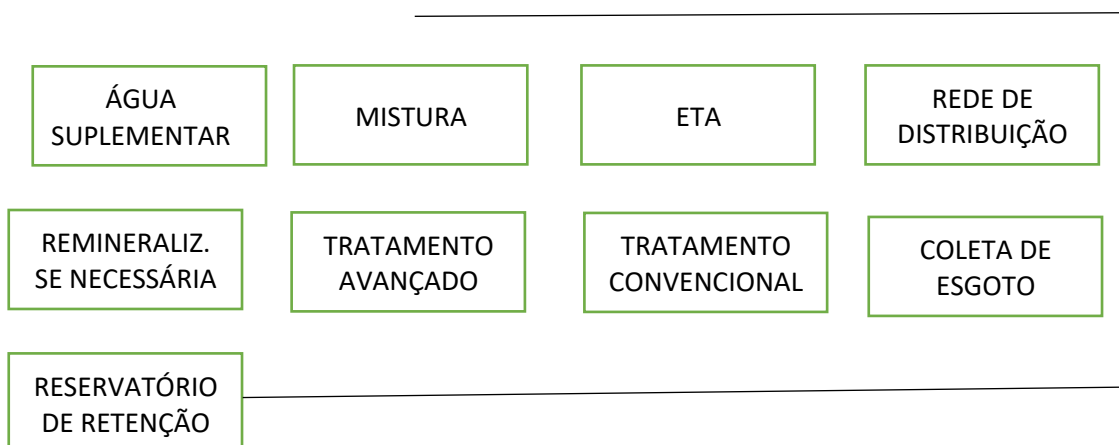 ÁGUA
SUPLEMENTAR
MISTURA
ETA
REDE DE
DISTRIBUIÇÃO
REMINERALIZ.
SE NECESSÁRIA
TRATAMENTO
AVANÇADO
TRATAMENTO
CONVENCIONAL
COLETA DE
ESGOTO
RESERVATÓRIO
DE RETENÇÃO